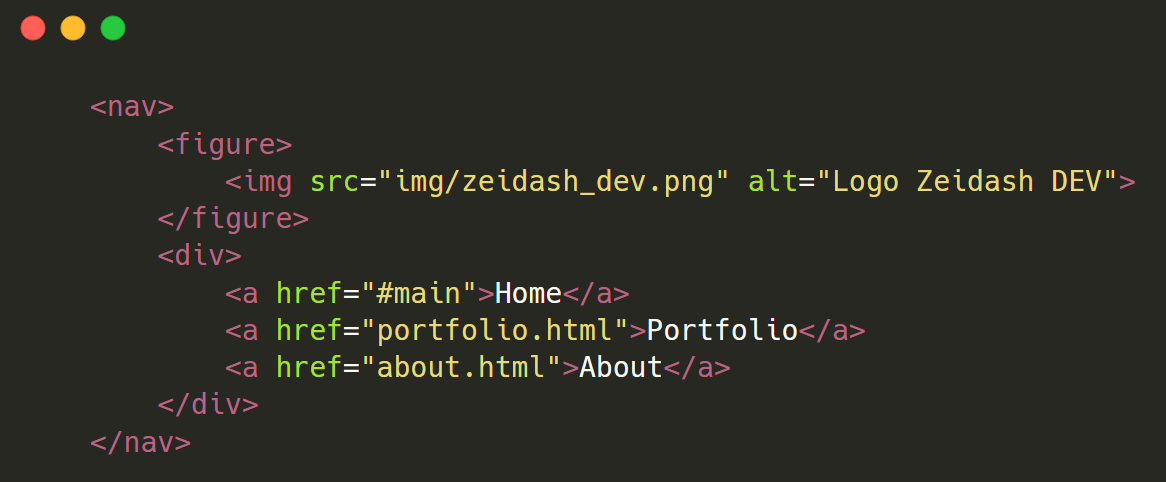 <nav>
<figure>
<img src="img/zeidash_dev.png" alt="Logo Zeidash DEV">
</figure>
<div>
<a href="#main">Home</a>
<a href="portfolio.html">Portfolio</a>
<a href="about.html">About</a>
</div>
</nav>